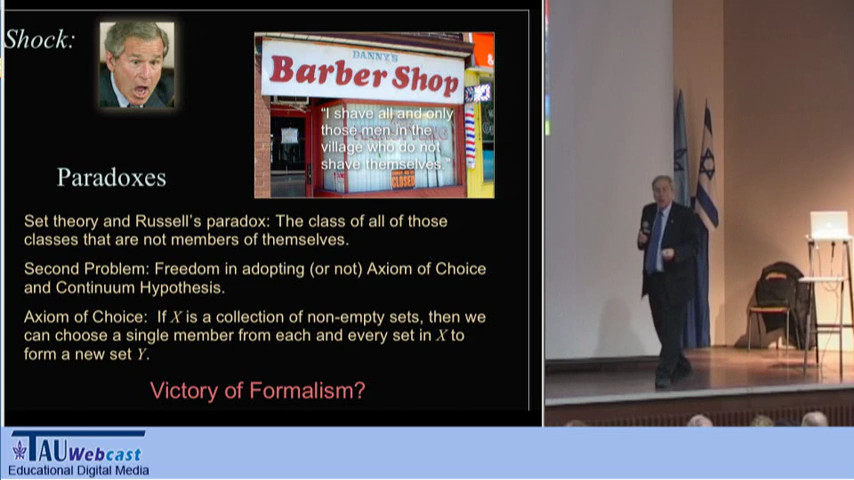 Shock:
DANNY'S
Barber Shop
"I shave all and only
those men in the
village who do not
shave themselves."
CLOSED
Paradoxes
Set theory and Russell's paradox: The class of all of those
classes that are not members of themselves.
Second Problem: Freedom in adopting (or not) Axiom of Choice
and Continuum Hypothesis.
Axiom of Choice: If X is a collection of non-empty sets, then we
can choose a single member from each and every set in X to
form a new set Y.
Victory of Formalism?
TAU Webcast
Educational Digital Media